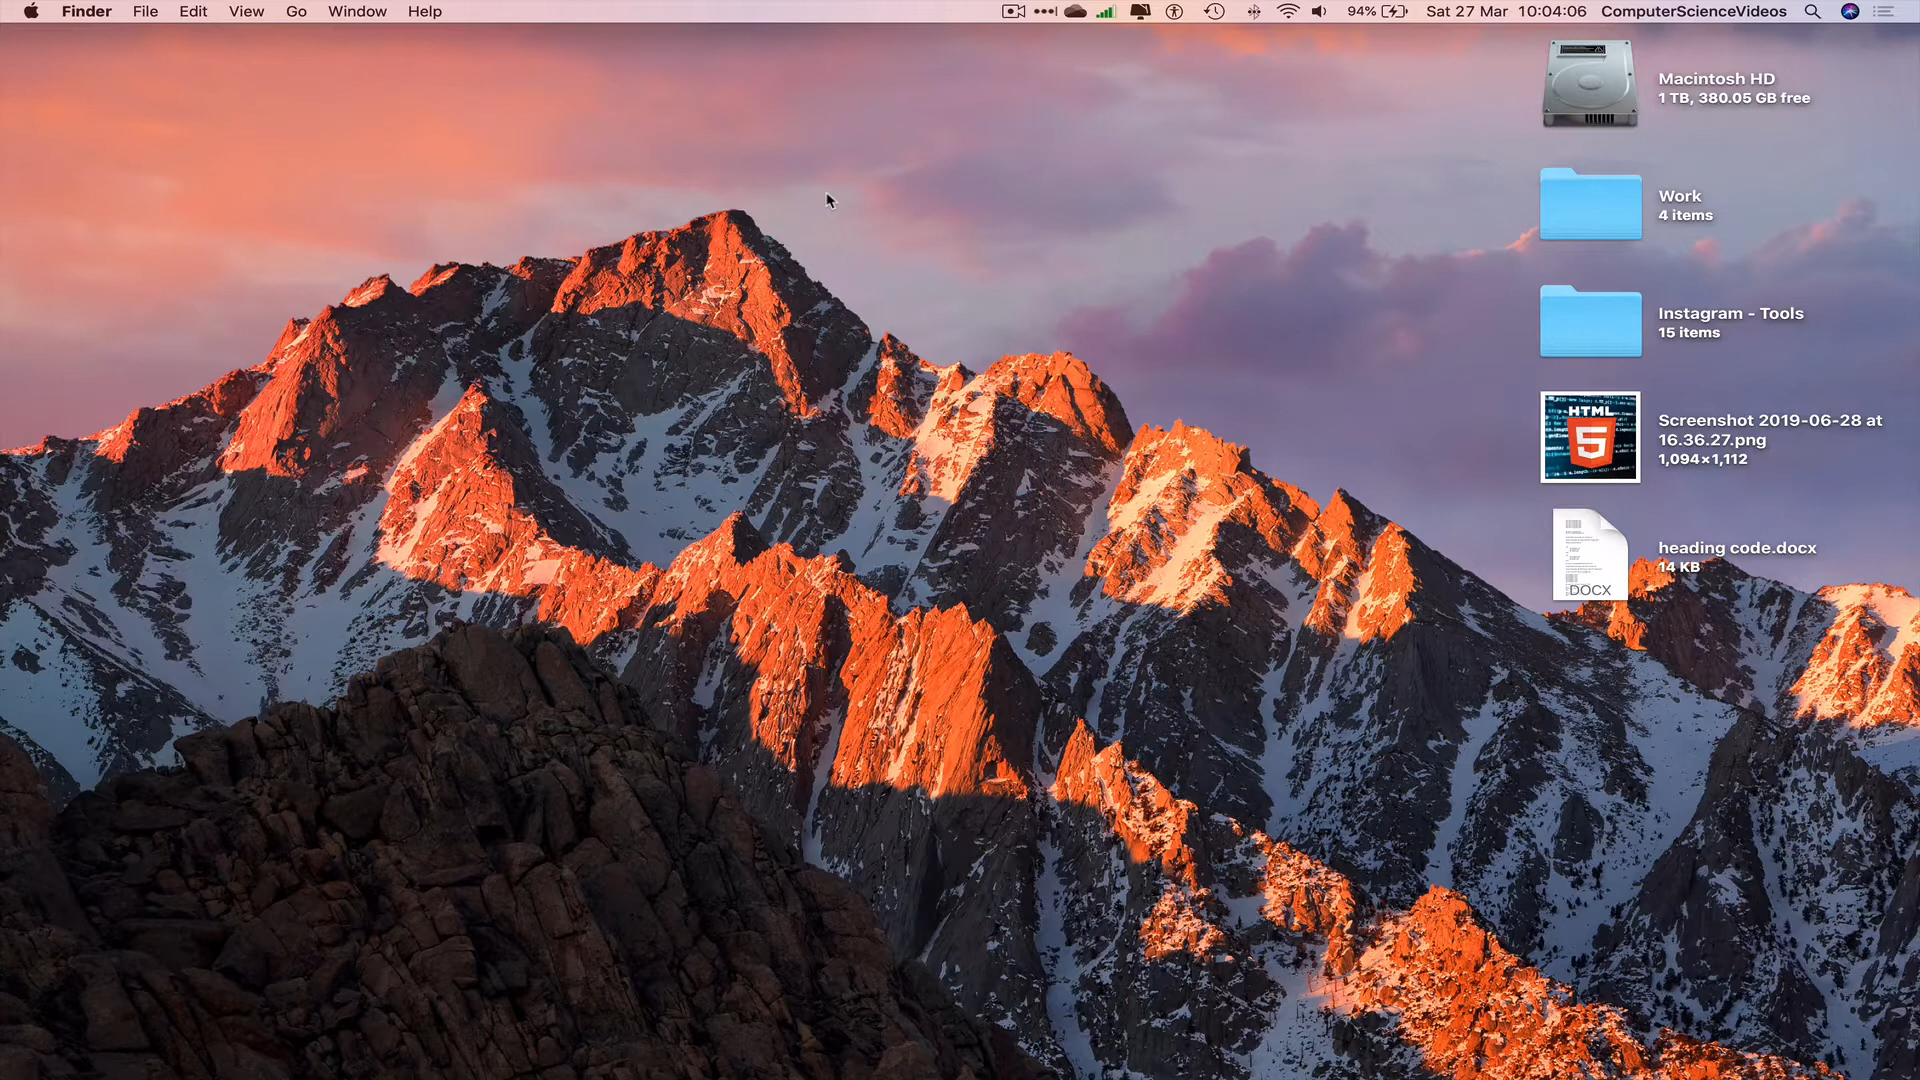 Finder File Edit View Go Window Help 94% Sat 27 Mar 10:04:06 ComputerScienceVideos
Macintosh HD
1 TB, 380.05 GB free
Work
4 items
Instagram - Tools
15 items
HTML
5
Screenshot 2019-06-28 at
16.36.27.png
1,094×1,112
heading code.docx
14 KB
DOCX